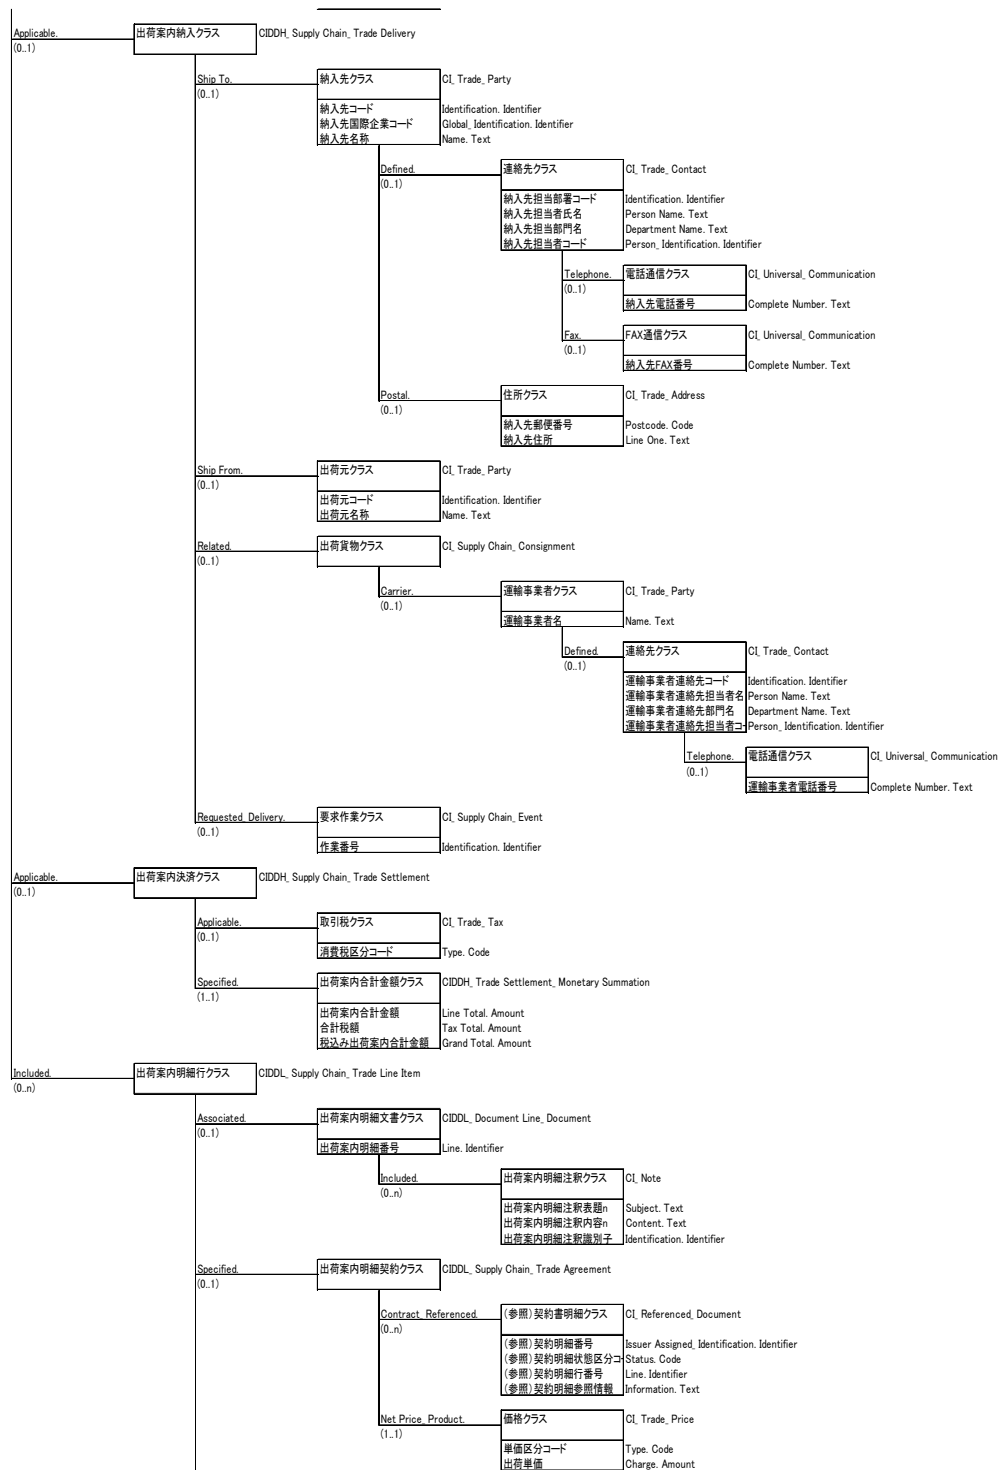 Applicable. 出荷案内納入クラス CIDDH_ Supply Chain_ Trade Delivery
(0..1)
Ship To. 納入先クラス CI_ Trade_ Party
(0..1)
納入先コード Identification. Identifier
納入先国際企業コード Global_ Identification. Identifier
納入先名称 Name. Text
Defined. 連絡先クラス CI_ Trade_ Contact
(0..1)
納入先担当部署コード Identification. Identifier
納入先担当者氏名 Person Name. Text
納入先担当部門名 Department Name. Text
納入先担当者コード Person_ Identification. Identifier
Telephone. 電話通信クラス CI_ Universal_ Communication
(0..1)
納入先電話番号 Complete Number. Text
Fax. FAX通信クラス CI_ Universal_ Communication
(0..1)
納入先FAX番号 Complete Number. Text
Postal. 住所クラス CI_ Trade_ Address
(0..1)
納入先郵便番号 Postcode. Code
納入先住所 Line One. Text
Ship From. 出荷元クラス CI_ Trade_ Party
(0..1)
出荷元コード Identification. Identifier
出荷元名称 Name. Text
Related. 出荷貨物クラス CI_ Supply Chain_ Consignment
(0..1)
Carrier. 運輸事業者クラス CI_ Trade_ Party
(0..1)
運輸事業者名 Name. Text
Defined. 連絡先クラス CI_ Trade_ Contact
(0..1)
運輸事業者連絡先コード Identification. Identifier
運輸事業者連絡先担当者名 Person Name. Text
運輸事業者連絡先部門名 Department Name. Text
運輸事業者連絡先担当者コー Person_ Identification. Identifier
Telephone. 電話通信クラス CI_ Universal_ Communication
(0..1)
運輸事業者電話番号 Complete Number. Text
Requested_Delivery. 要求作業クラス CI_ Supply Chain_ Event
(0..1)
作業番号 Identification. Identifier
Applicable. 出荷案内決済クラス CIDDH_ Supply Chain_ Trade Settlement
(0..1)
Applicable. 取引税クラス CI_ Trade_ Tax
(0..1)
消費税区分コード Type. Code
Specified. 出荷案内合計金額クラス CIDDH_ Trade Settlement_ Monetary Summation
(1..1)
出荷案内合計金額 Line Total. Amount
合計税額 Tax Total. Amount
税込み出荷案内合計金額 Grand Total. Amount
Included. 出荷案内明細行クラス CIDDL_ Supply Chain_ Trade Line Item
(0..n)
Associated. 出荷案内明細文書クラス CIDDL_ Document Line_ Document
(0..1)
出荷案内明細番号 Line. Identifier
Included. 出荷案内明細注釈クラス CI_ Note
(0..n)
出荷案内明細注釈表題n Subject. Text
出荷案内明細注釈内容n Content. Text
出荷案内明細注釈識別子 Identification. Identifier
Specified. 出荷案内明細契約クラス CIDDL_ Supply Chain_ Trade Agreement
(0..1)
Contract_ Referenced. (参照)契約書明細クラス CI_ Referenced_ Document
(0..n)
(参照)契約明細番号 Issuer Assigned_ Identification. Identifier
(参照)契約明細状態区分コー Status. Code
(参照)契約明細行番号 Line. Identifier
(参照)契約明細参照情報 Information. Text
Net Price_ Product. 価格クラス CI_ Trade_ Price
(1..1)
単価区分コード Type. Code
出荷単価 Charge. Amount